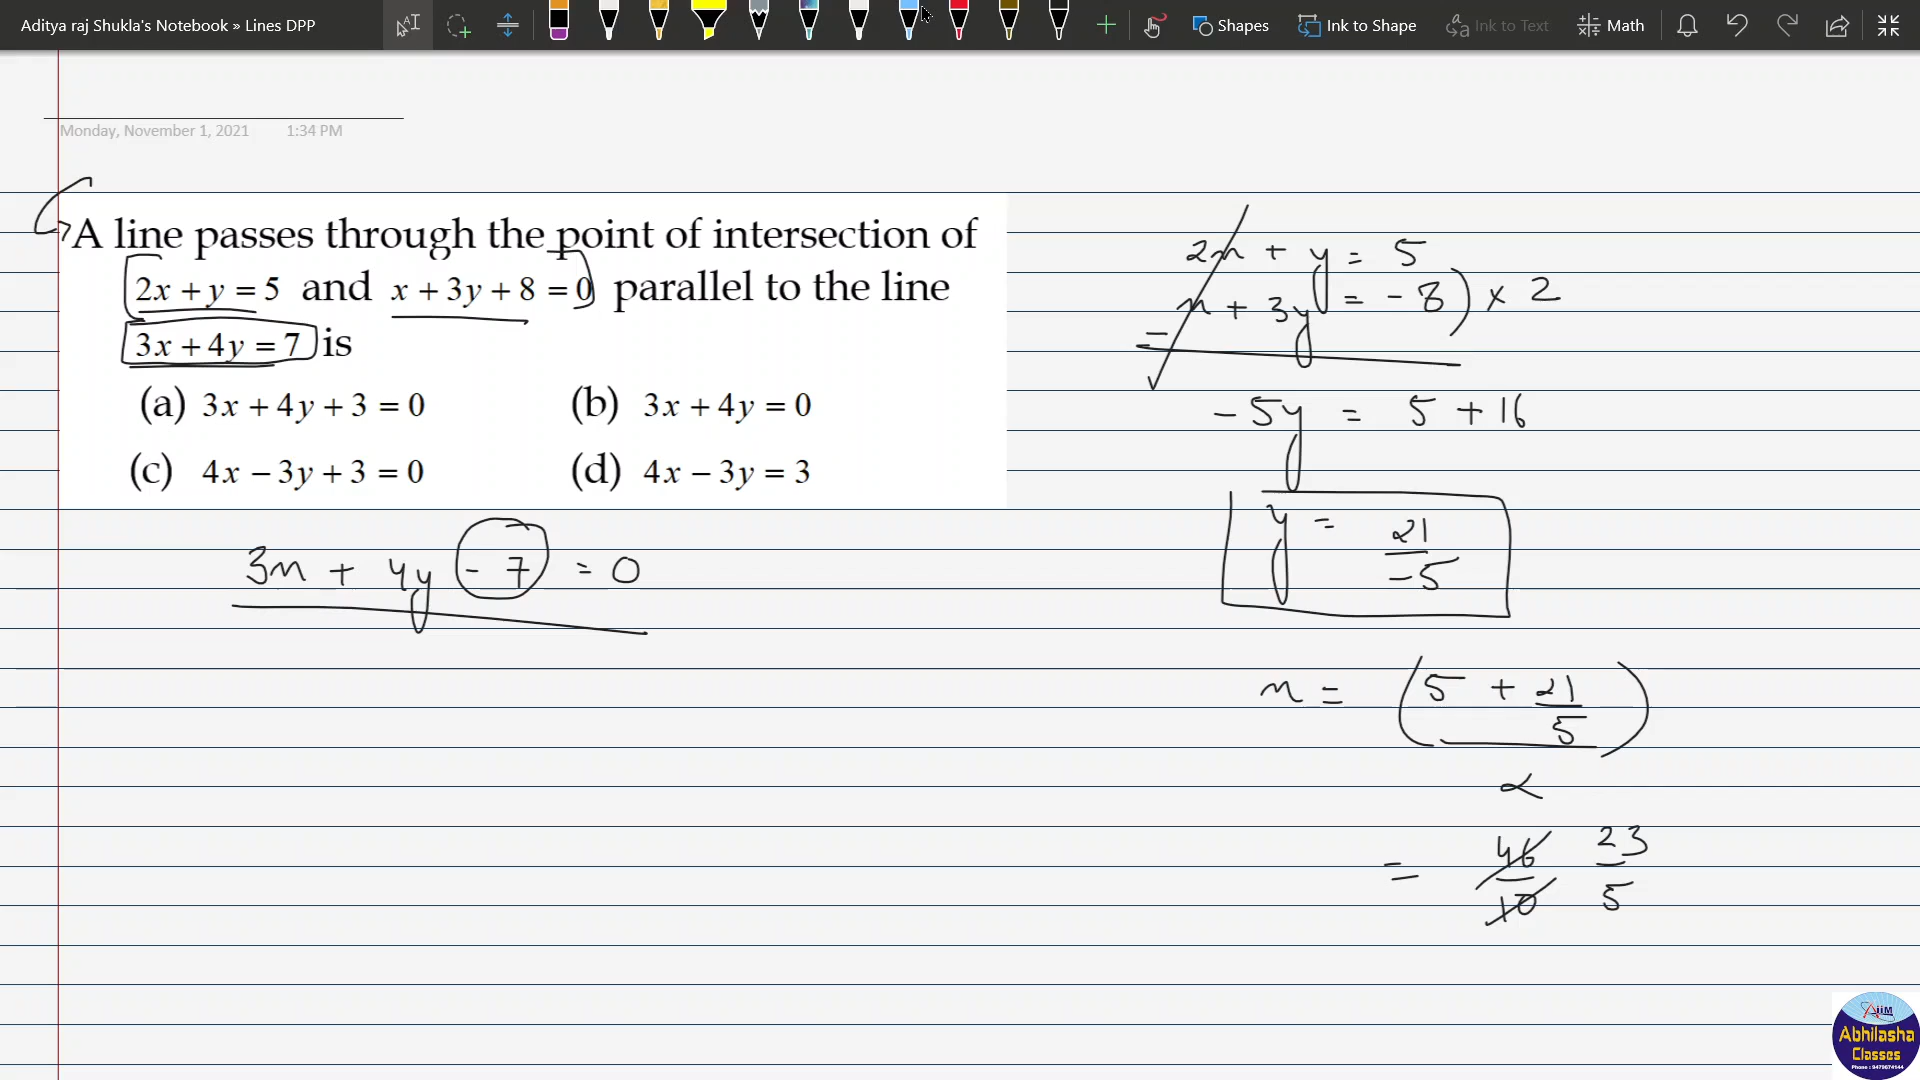 Aditya raj Shukla's Notebook » Lines DPP
Shapes
Ink to Shape
Ink to Text
Math
Monday, November 1, 2021 1:34 PM
A line passes through the point of intersection of
2x + y = 5 and x + 3y + 8 = 0 parallel to the line
3x + 4y = 7 is
(a) 3x + 4y + 3 = 0 (b) 3x + 4y = 0
(c) 4x − 3y + 3 = 0 (d) 4x − 3y = 3
3x + 4y - 7 = 0
2x + y = 5
x + 3y = -8) × 2
-
-5y = 5 + 16
y = 21/-5
x = (5 + 21/5)/2
= 46/10 23/5
AiiM
Abhilasha
Classes
Phone : 9479674144